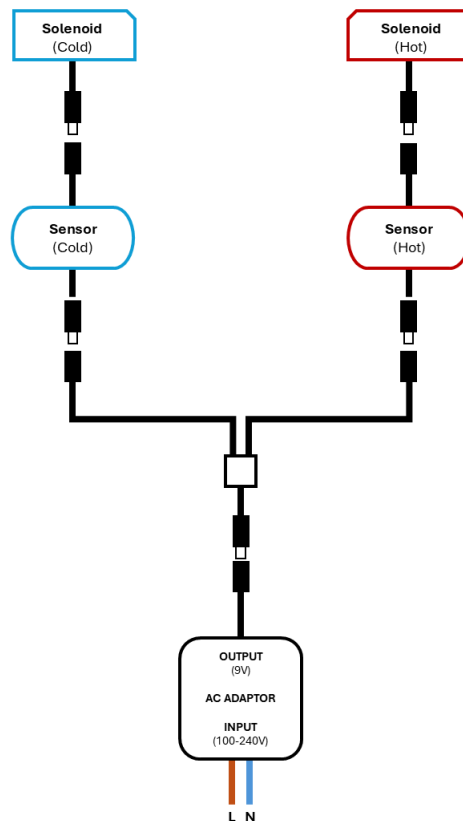 Solenoid
(Cold)
Solenoid
(Hot)
Sensor
(Cold)
Sensor
(Hot)
OUTPUT
(9V)
AC ADAPTOR
INPUT
(100-240V)
L N